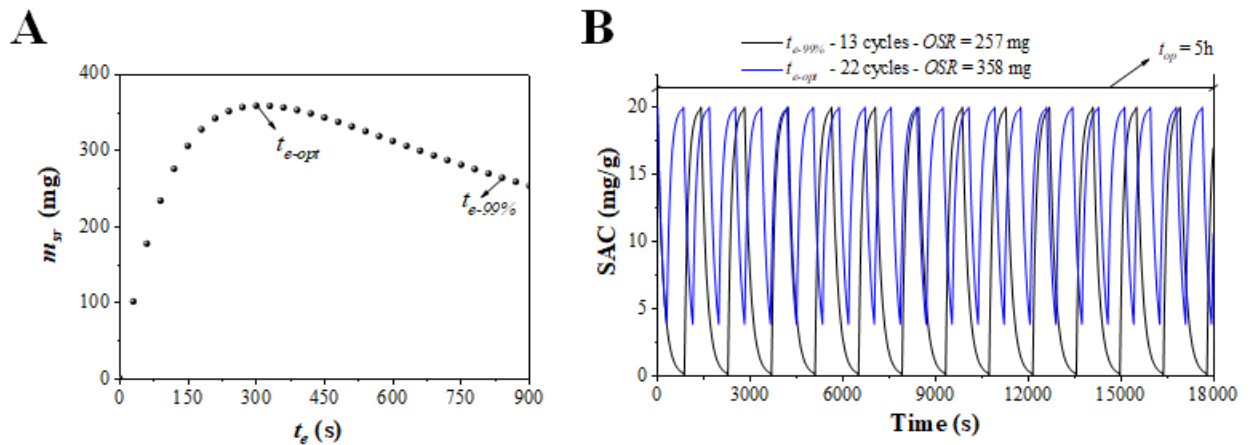 A
400
300
200
100
0
m_sr (mg)
t_e-opt
t_e-99%
0 150 300 450 600 750 900
t_e (s)
B
t_e-99% - 13 cycles - OSR = 257 mg
t_e-opt - 22 cycles - OSR = 358 mg
t_op = 5h
20
15
10
5
0
SAC (mg/g)
0 3000 6000 9000 12000 15000 18000
Time (s)